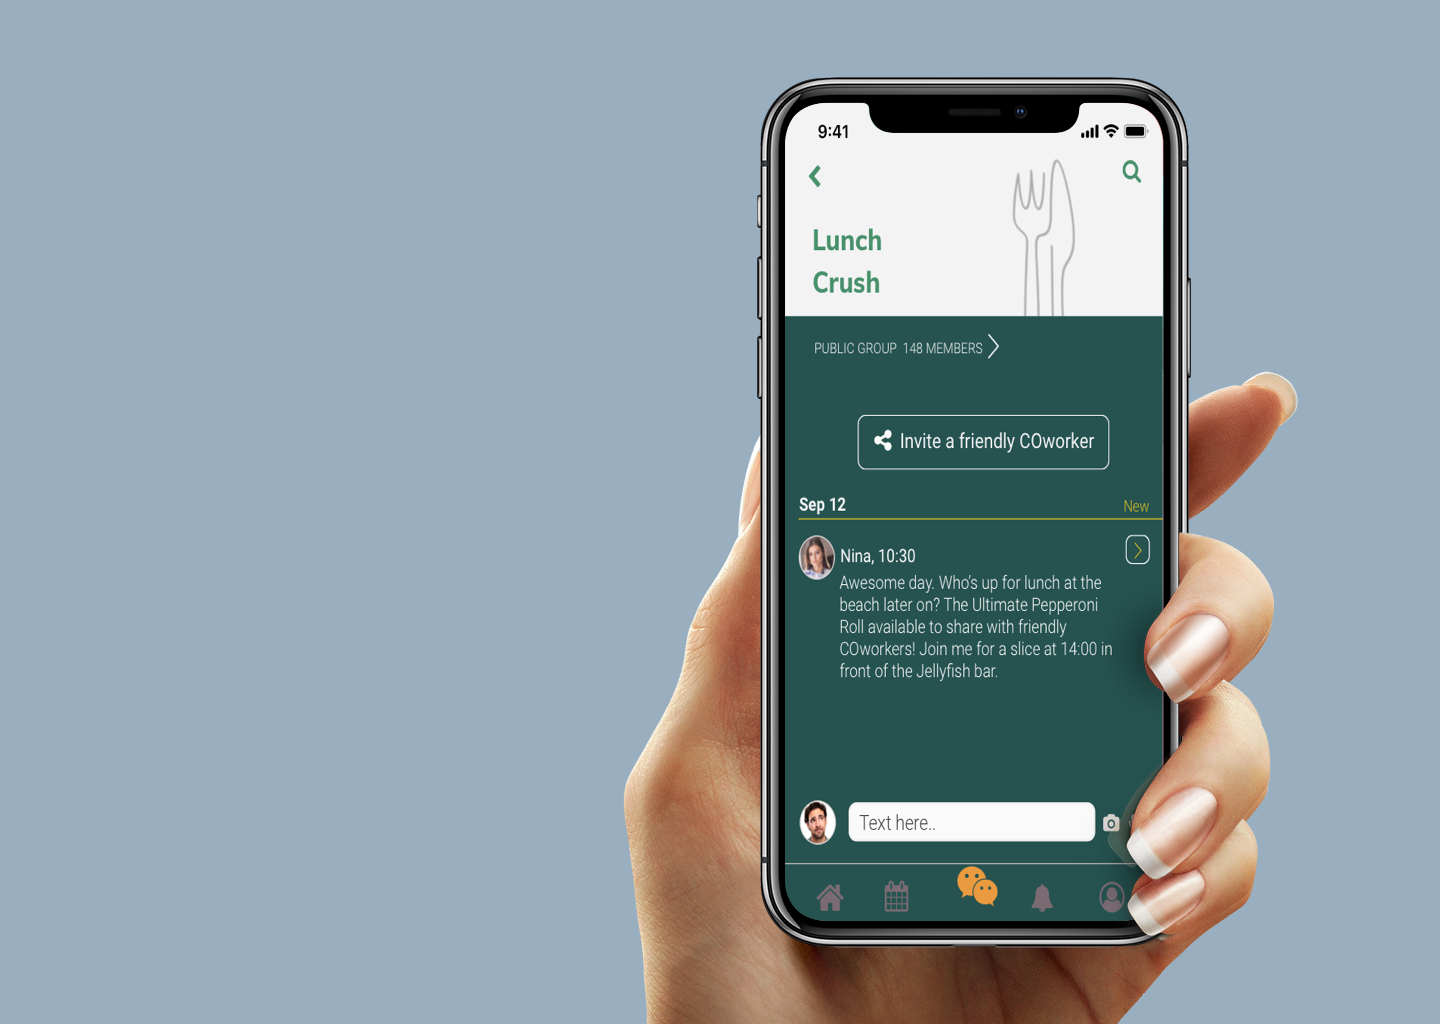 9:41
Lunch
Crush
PUBLIC GROUP 148 MEMBERS
Invite a friendly COworker
Sep 12
New
Nina, 10:30
Awesome day. Who's up for lunch at the
beach later on? The Ultimate Pepperoni
Roll available to share with friendly
COworkers! Join me for a slice at 14:00 in
front of the Jellyfish bar.
Text here..